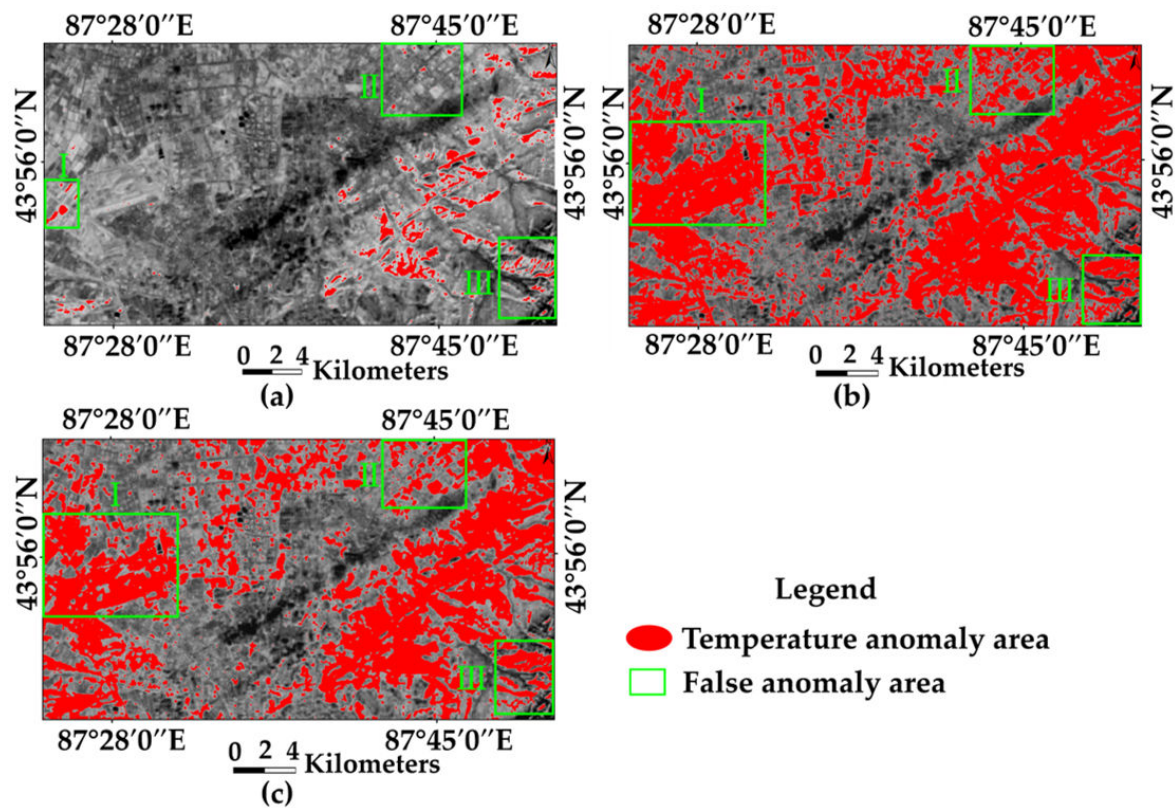 87°28′0″E 87°45′0″E
87°28′0″E 87°45′0″E
43°56′0″N
I
II
III
43°56′0″N
43°56′0″N
I
II
III
43°56′0″N
87°28′0″E 87°45′0″E
87°28′0″E 87°45′0″E
0 2 4 Kilometers
0 2 4 Kilometers
(a)
(b)
87°28′0″E 87°45′0″E
43°56′0″N
I
II
III
43°56′0″N
Legend
Temperature anomaly area
False anomaly area
87°28′0″E 87°45′0″E
0 2 4 Kilometers
(c)